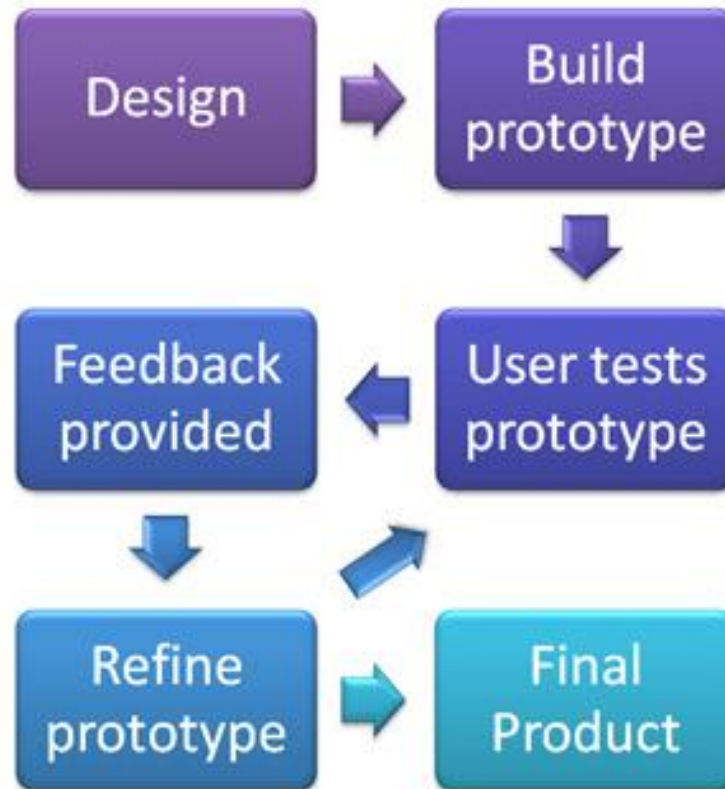 Design
Build
prototype
User tests
prototype
Feedback
provided
Refine
prototype
Final
Product